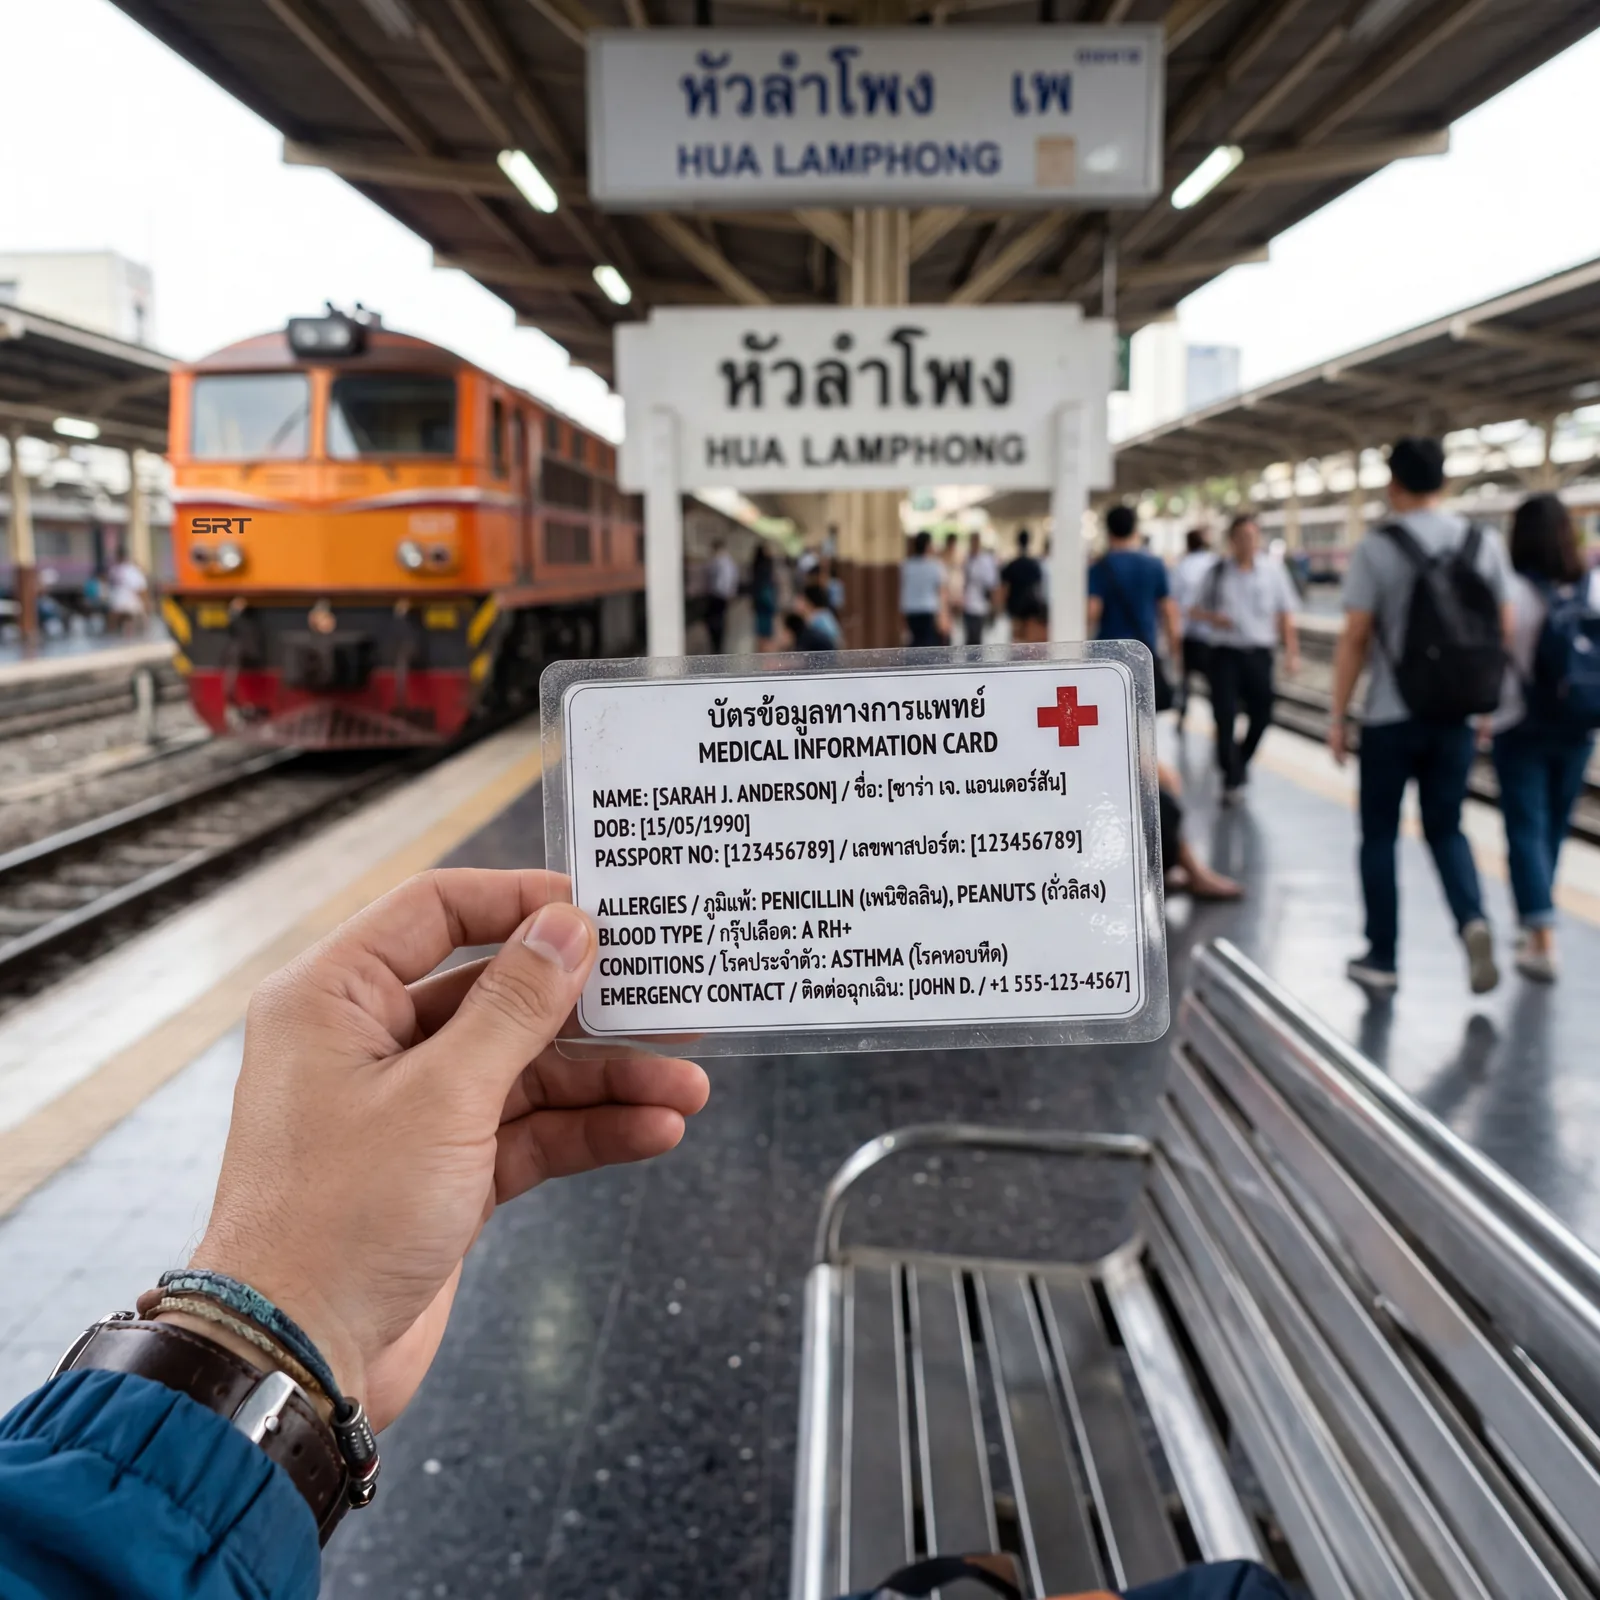 หัวลำโพง เพ
HUA LAMPHONG
หัวลำโพง
HUA LAMPHONG
SRT
SRT
บัตรข้อมูลทางการแพทย์
MEDICAL INFORMATION CARD
NAME: [SARAH J. ANDERSON] / ชื่อ: [ซาร่า เจ. แอนเดอร์สัน]
DOB: [15/05/1990]
PASSPORT NO: [123456789] / เลขพาสปอร์ต: [123456789]
ALLERGIES / ภูมิแพ้: PENICILLIN (เพนิซิลลิน), PEANUTS (ถั่วลิสง)
BLOOD TYPE / กรุ๊ปเลือด: A RH+
CONDITIONS / โรคประจำตัว: ASTHMA (โรคหอบหืด)
EMERGENCY CONTACT / ติดต่อฉุกเฉิน: [JOHN D. / +1 555-123-4567]